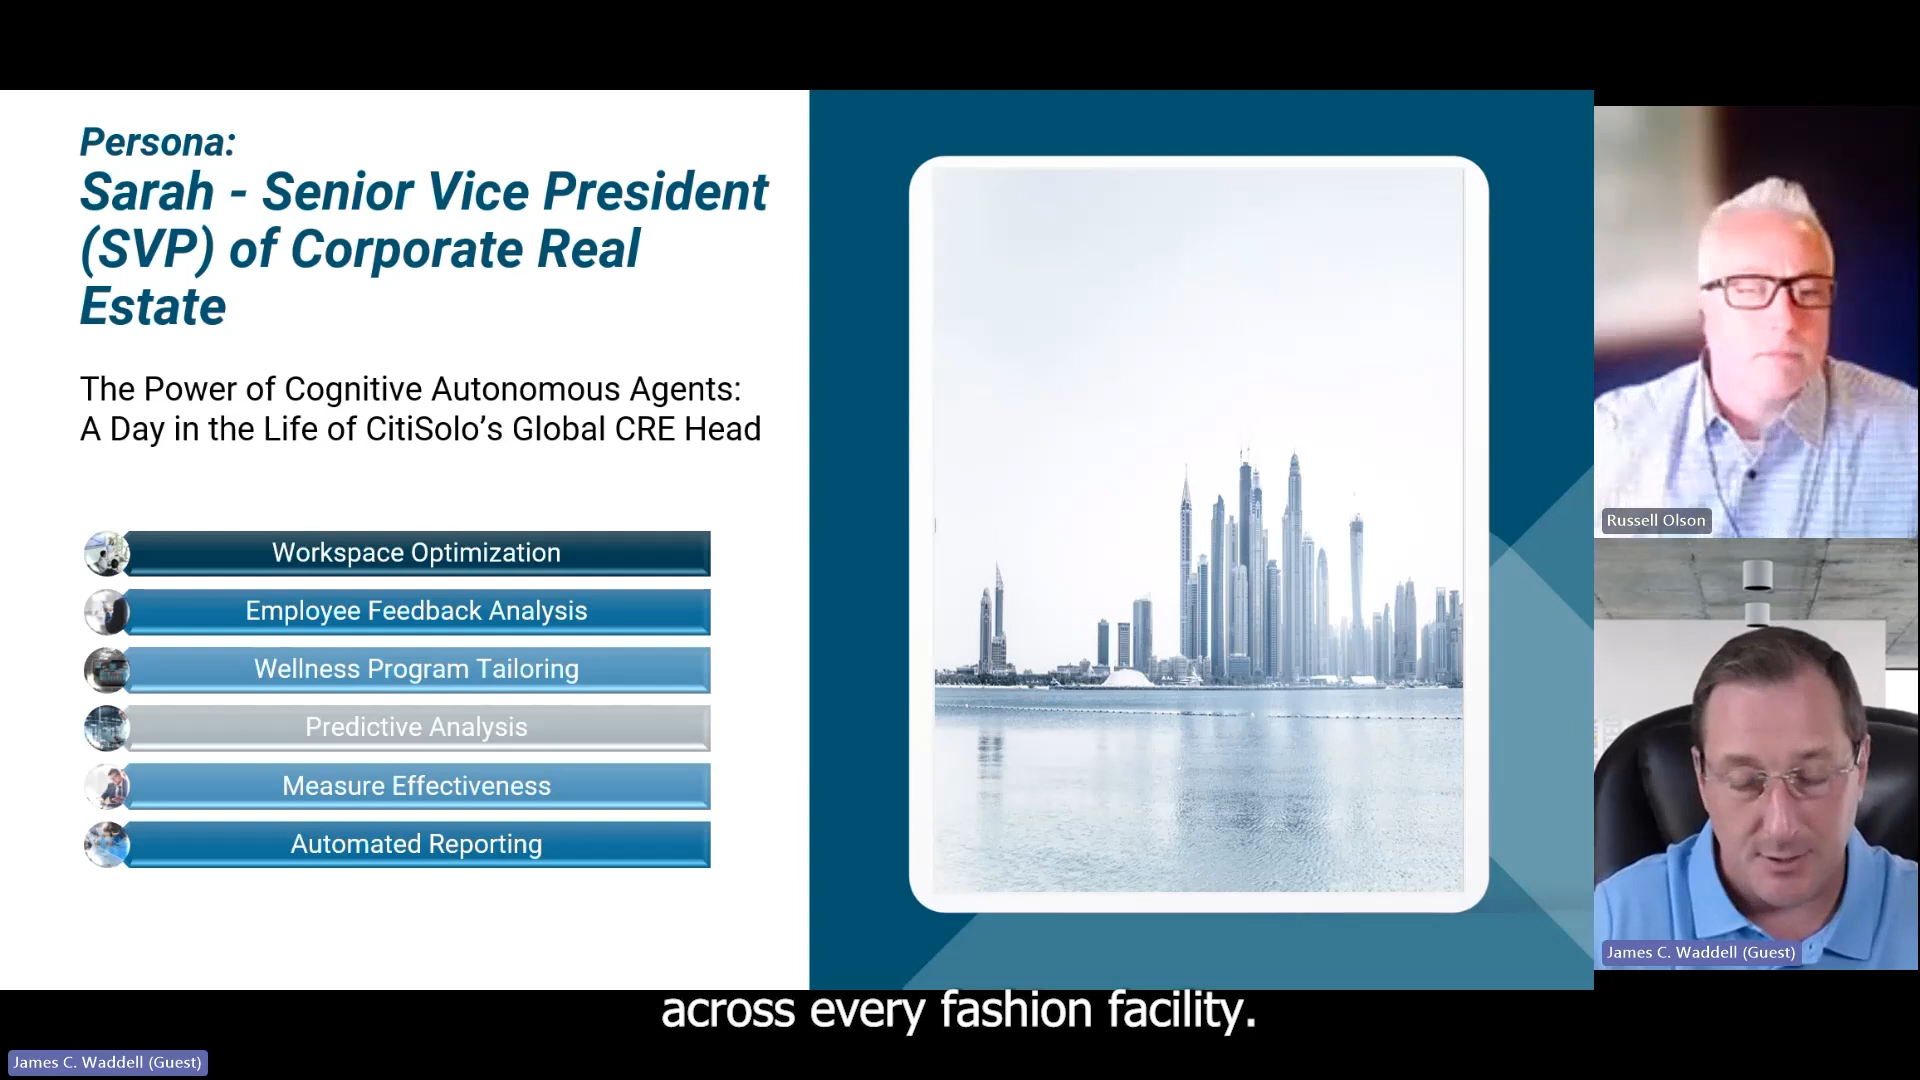 Persona:
Sarah - Senior Vice President
(SVP) of Corporate Real
Estate
The Power of Cognitive Autonomous Agents:
A Day in the Life of CitiSolo’s Global CRE Head
Workspace Optimization
Employee Feedback Analysis
Wellness Program Tailoring
Predictive Analysis
Measure Effectiveness
Automated Reporting
Russell Olson
James C. Waddell (Guest)
across every fashion facility.
James C. Waddell (Guest)